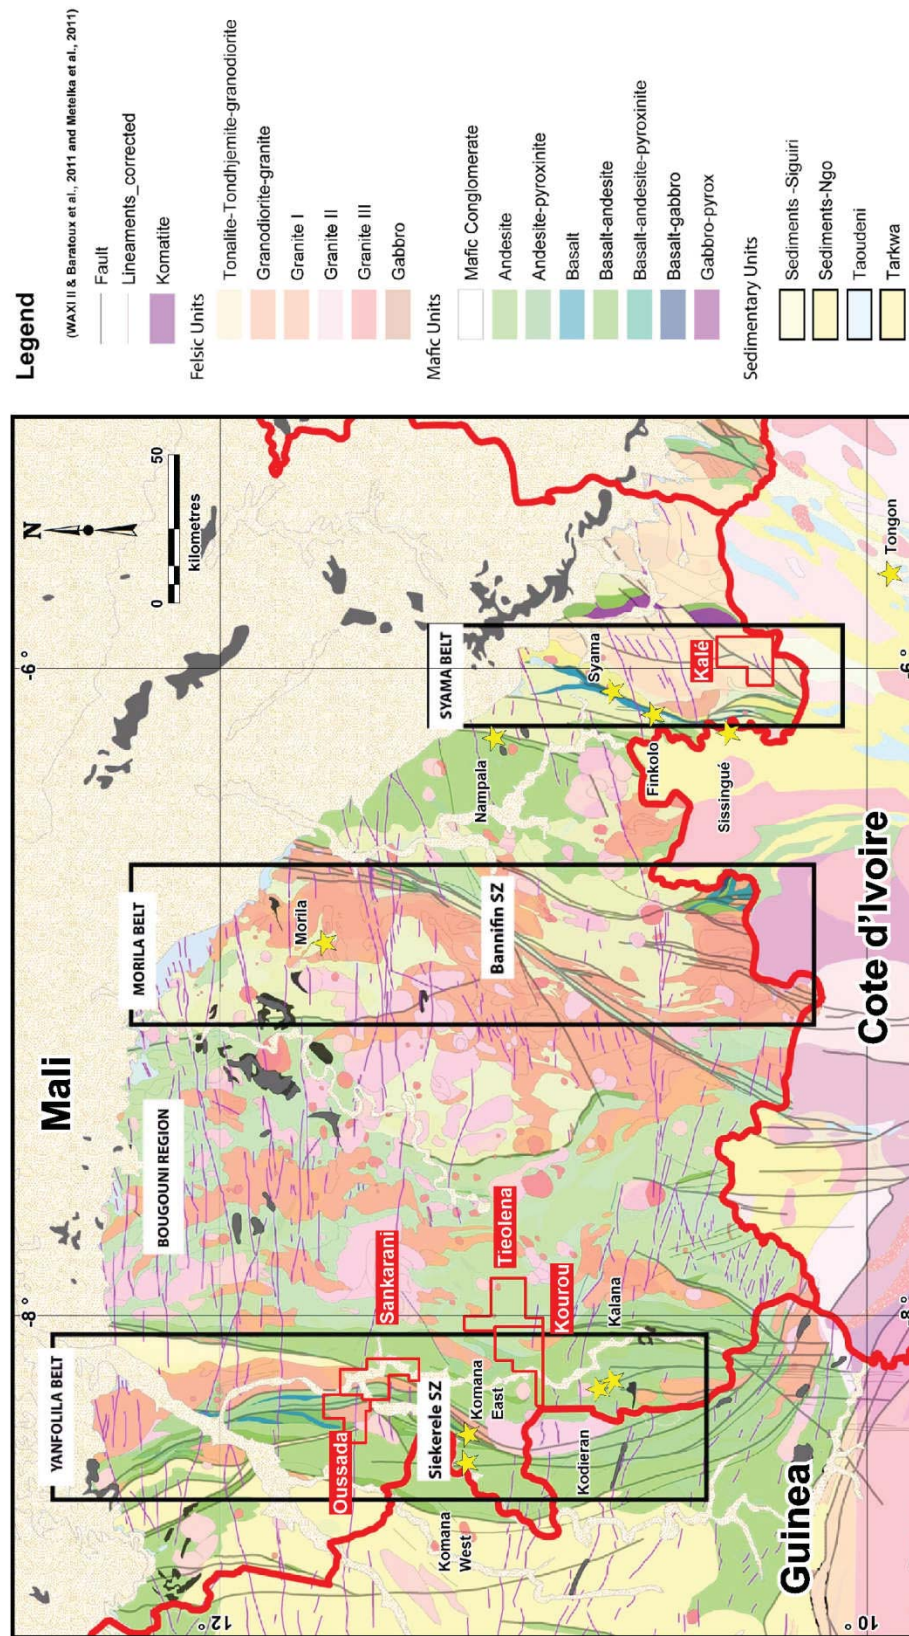 Mali
YANFOLILA BELT
BOUGOUNI REGION
MORILA BELT
SYAMA BELT
N
0
50
kilometres
12°
10°
-8°
-8°
-6°
-6°
Oussada
Sankarani
Siekerele SZ
Komana
West
Komana
East
Tieolena
Kourou
Kodieran
Kalana
Morila
Bannifin SZ
Nampala
Syama
Finkolo
Sissingué
Kalé
Tongon
Guinea
Cote d'Ivoire
Legend
(WAXI II & Baratoux et al., 2011 and Metelka et al., 2011)
Fault
Lineaments_corrected
Komatite
Felsic Units
Tonalite-Tondhjemite-granodiorite
Granodiorite-granite
Granite I
Granite II
Granite III
Gabbro
Mafic Units
Mafic Conglomerate
Andesite
Andesite-pyroxinite
Basalt
Basalt-andesite
Basalt-andesite-pyroxinite
Basalt-gabbro
Gabbro-pyrox
Sedimentary Units
Sediments -Siguiri
Sediments-Ngo
Taoudeni
Tarkwa